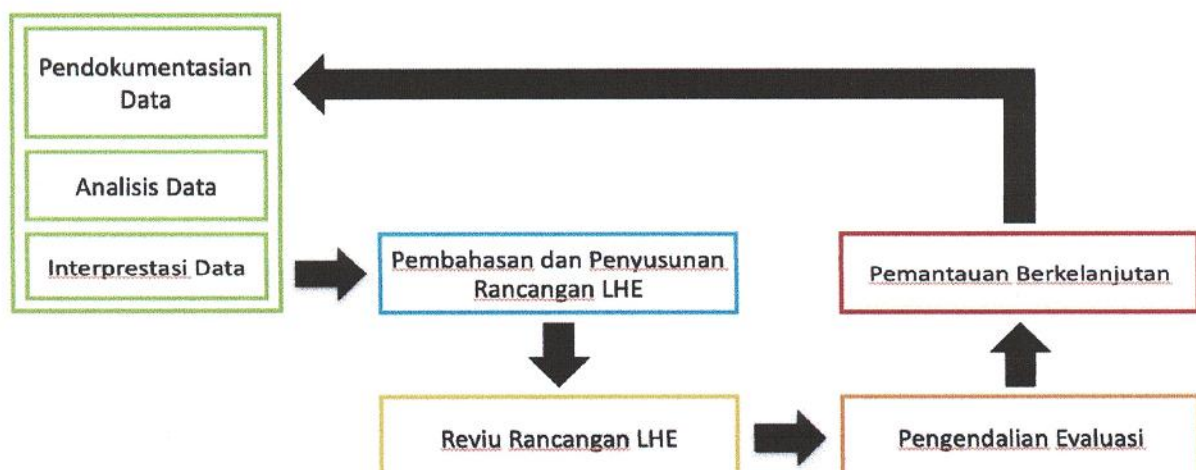 Pendokumentasian
Data
Analisis Data
Interprestasi Data
Pembahasan dan Penyusunan
Rancangan LHE
Reviu Rancangan LHE
Pengendalian Evaluasi
Pemantauan Berkelanjutan